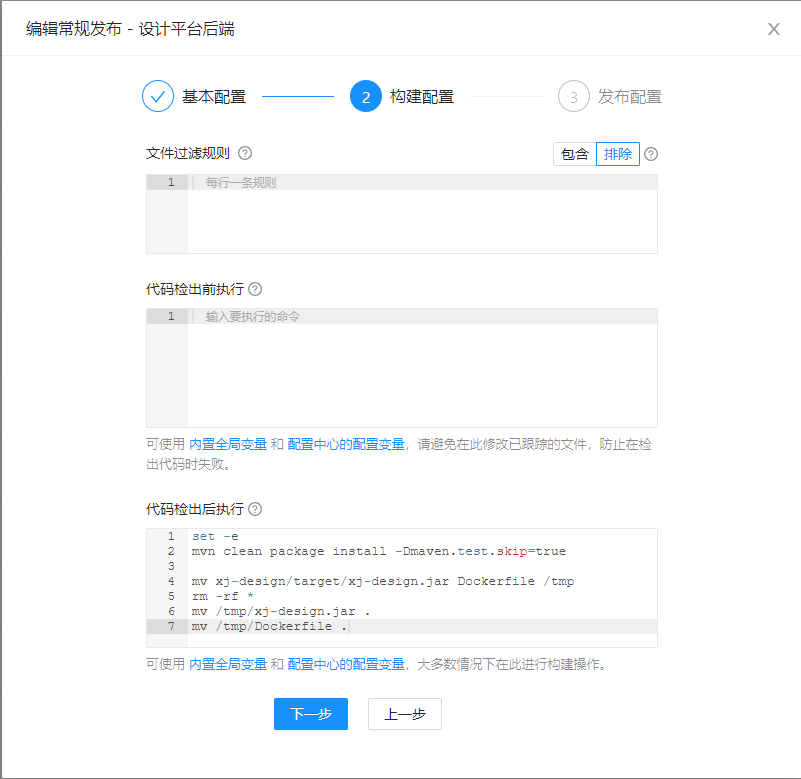 编辑常规发布 - 设计平台后端
基本配置
2 构建配置
3 发布配置
文件过滤规则
包含 排除
1 每行一条规则
代码检出前执行
1 输入要执行的命令
可使用 内置全局变量 和 配置中心的配置变量，请避免在此修改已跟踪的文件，防止在检
出代码时失败。
代码检出后执行
1 set -e
2 mvn clean package install -Dmaven.test.skip=true
3
4 mv xj-design/target/xj-design.jar Dockerfile /tmp
5 rm -rf *
6 mv /tmp/xj-design.jar .
7 mv /tmp/Dockerfile .
可使用 内置全局变量 和 配置中心的配置变量，大多数情况下在此进行构建操作。
下一步 上一步